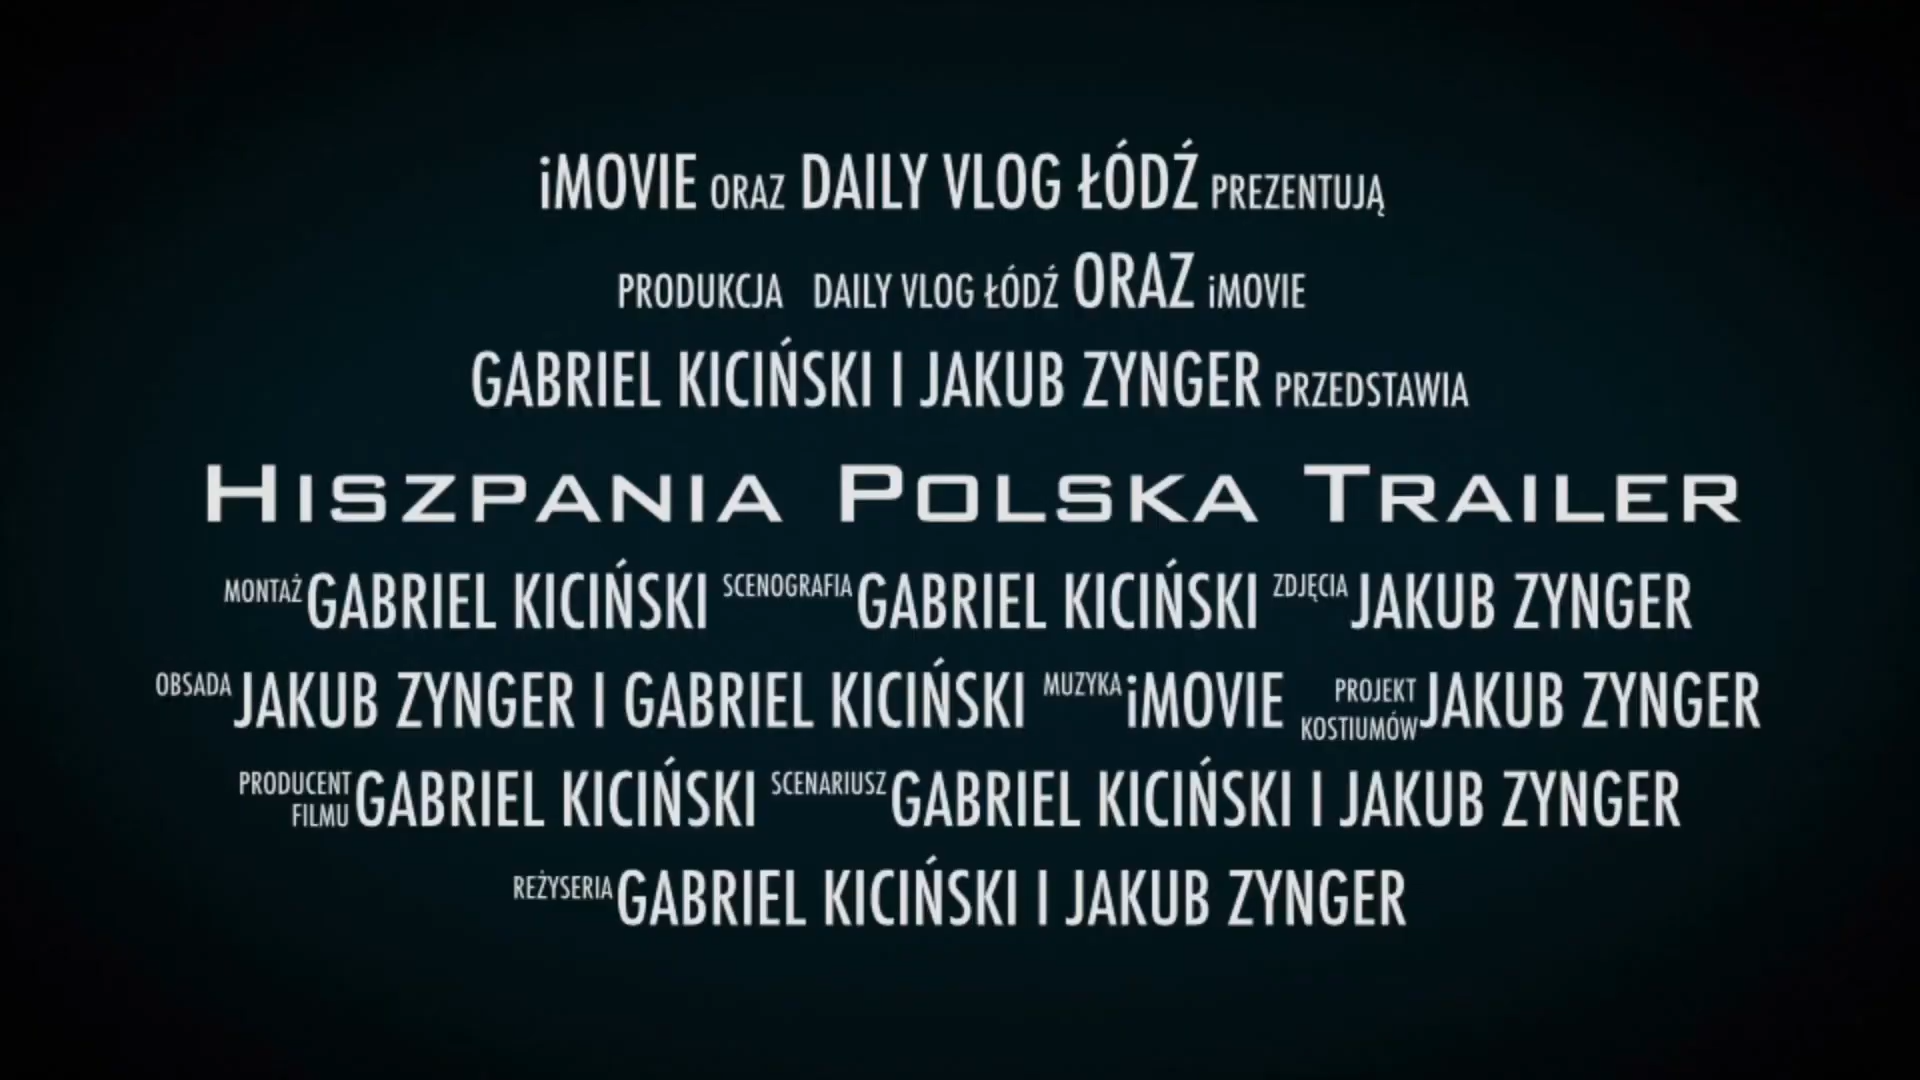 iMOVIE ORAZ DAILY VLOG ŁÓDŹ PREZENTUJĄ
PRODUKCJA DAILY VLOG ŁÓDŹ ORAZ iMOVIE
GABRIEL KICIŃSKI I JAKUB ZYNGER PRZEDSTAWIA
HISZPANIA POLSKA TRAILER
MONTAŻ GABRIEL KICIŃSKI SCENOGRAFIA GABRIEL KICIŃSKI ZDJĘCIA JAKUB ZYNGER
OBSADA JAKUB ZYNGER I GABRIEL KICIŃSKI MUZYKA iMOVIE PROJEKT KOSTIUMÓW JAKUB ZYNGER
PRODUCENT FILMU GABRIEL KICIŃSKI SCENARIUSZ GABRIEL KICIŃSKI I JAKUB ZYNGER
REŻYSERIA GABRIEL KICIŃSKI I JAKUB ZYNGER